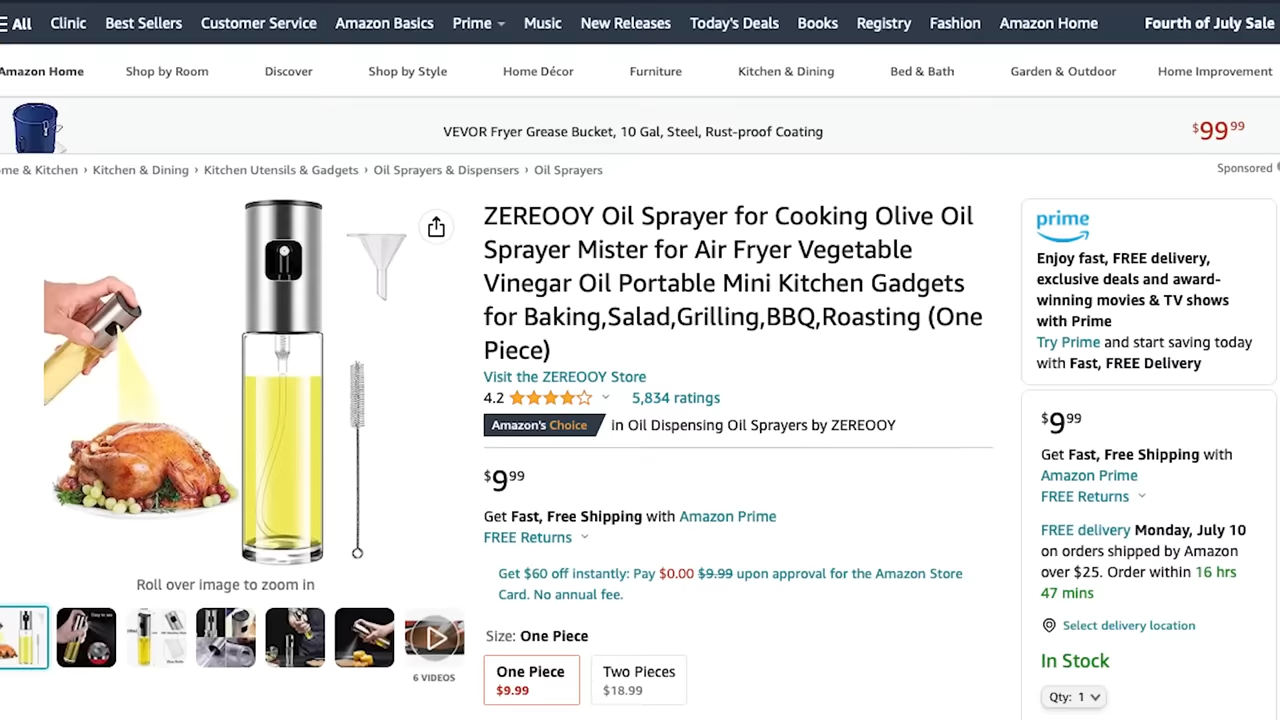 All Clinic Best Sellers Customer Service Amazon Basics Prime Music New Releases Today's Deals Books Registry Fashion Amazon Home Fourth of July Sale
Amazon Home Shop by Room Discover Shop by Style Home Décor Furniture Kitchen & Dining Bed & Bath Garden & Outdoor Home Improvement
VEVOR Fryer Grease Bucket, 10 Gal, Steel, Rust-proof Coating $99 99
me & Kitchen › Kitchen & Dining › Kitchen Utensils & Gadgets › Oil Sprayers & Dispensers › Oil Sprayers
Sponsored
ZEREOOY Oil Sprayer for Cooking Olive Oil
Sprayer Mister for Air Fryer Vegetable
Vinegar Oil Portable Mini Kitchen Gadgets
for Baking,Salad,Grilling,BBQ,Roasting (One
Piece)
Visit the ZEREOOY Store
4.2 5,834 ratings
Amazon's Choice in Oil Dispensing Oil Sprayers by ZEREOOY
$9 99
Get Fast, Free Shipping with Amazon Prime
FREE Returns
Get $60 off instantly: Pay $0.00 $9.99 upon approval for the Amazon Store
Card. No annual fee.
Size: One Piece
One Piece
$9.99
Two Pieces
$18.99
Roll over image to zoom in
6 VIDEOS
prime
Enjoy fast, FREE delivery,
exclusive deals and award-
winning movies & TV shows
with Prime
Try Prime and start saving today
with Fast, FREE Delivery
$9 99
Get Fast, Free Shipping with
Amazon Prime
FREE Returns
FREE delivery Monday, July 10
on orders shipped by Amazon
over $25. Order within 16 hrs
47 mins
Select delivery location
In Stock
Qty: 1